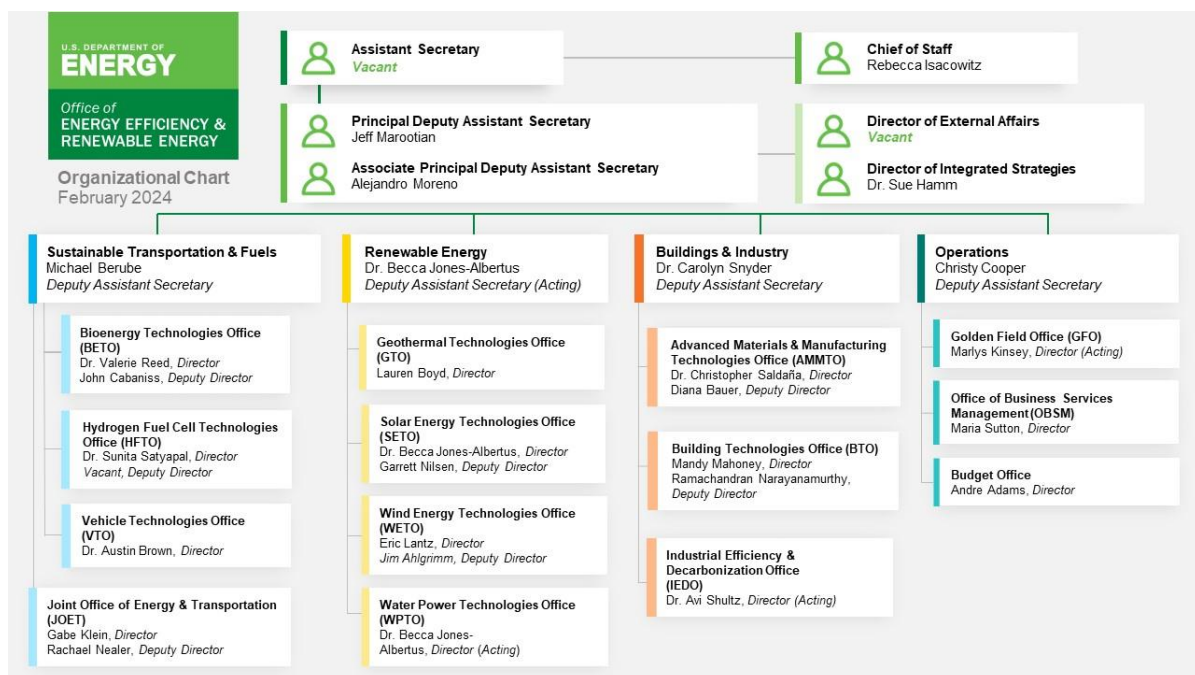 U.S. DEPARTMENT OF
ENERGY
Office of
ENERGY EFFICIENCY &
RENEWABLE ENERGY
Organizational Chart
February 2024
Assistant Secretary
Vacant
Chief of Staff
Rebecca Isacowitz
Principal Deputy Assistant Secretary
Jeff Marootian
Associate Principal Deputy Assistant Secretary
Alejandro Moreno
Director of External Affairs
Vacant
Director of Integrated Strategies
Dr. Sue Hamm
Sustainable Transportation & Fuels
Michael Berube
Deputy Assistant Secretary
Bioenergy Technologies Office
(BETO)
Dr. Valerie Reed, Director
John Cabaniss, Deputy Director
Hydrogen Fuel Cell Technologies
Office (HFTO)
Dr. Sunita Satyapal, Director
Vacant, Deputy Director
Vehicle Technologies Office
(VTO)
Dr. Austin Brown, Director
Joint Office of Energy & Transportation
(JOET)
Gabe Klein, Director
Rachael Nealer, Deputy Director
Renewable Energy
Dr. Becca Jones-Albertus
Deputy Assistant Secretary (Acting)
Geothermal Technologies Office
(GTO)
Lauren Boyd, Director
Solar Energy Technologies Office
(SETO)
Dr. Becca Jones-Albertus, Director
Garrett Nilsen, Deputy Director
Wind Energy Technologies Office
(WETO)
Eric Lantz, Director
Jim Ahlgrimm, Deputy Director
Water Power Technologies Office
(WPTO)
Dr. Becca Jones-
Albertus, Director (Acting)
Buildings & Industry
Dr. Carolyn Snyder
Deputy Assistant Secretary
Advanced Materials & Manufacturing
Technologies Office (AMMTO)
Dr. Christopher Saldaña, Director
Diana Bauer, Deputy Director
Building Technologies Office (BTO)
Mandy Mahoney, Director
Ramachandran Narayanamurthy,
Deputy Director
Industrial Efficiency &
Decarbonization Office
(IEDO)
Dr. Avi Shultz, Director (Acting)
Operations
Christy Cooper
Deputy Assistant Secretary
Golden Field Office (GFO)
Marlys Kinsey, Director (Acting)
Office of Business Services
Management (OBSM)
Maria Sutton, Director
Budget Office
Andre Adams, Director